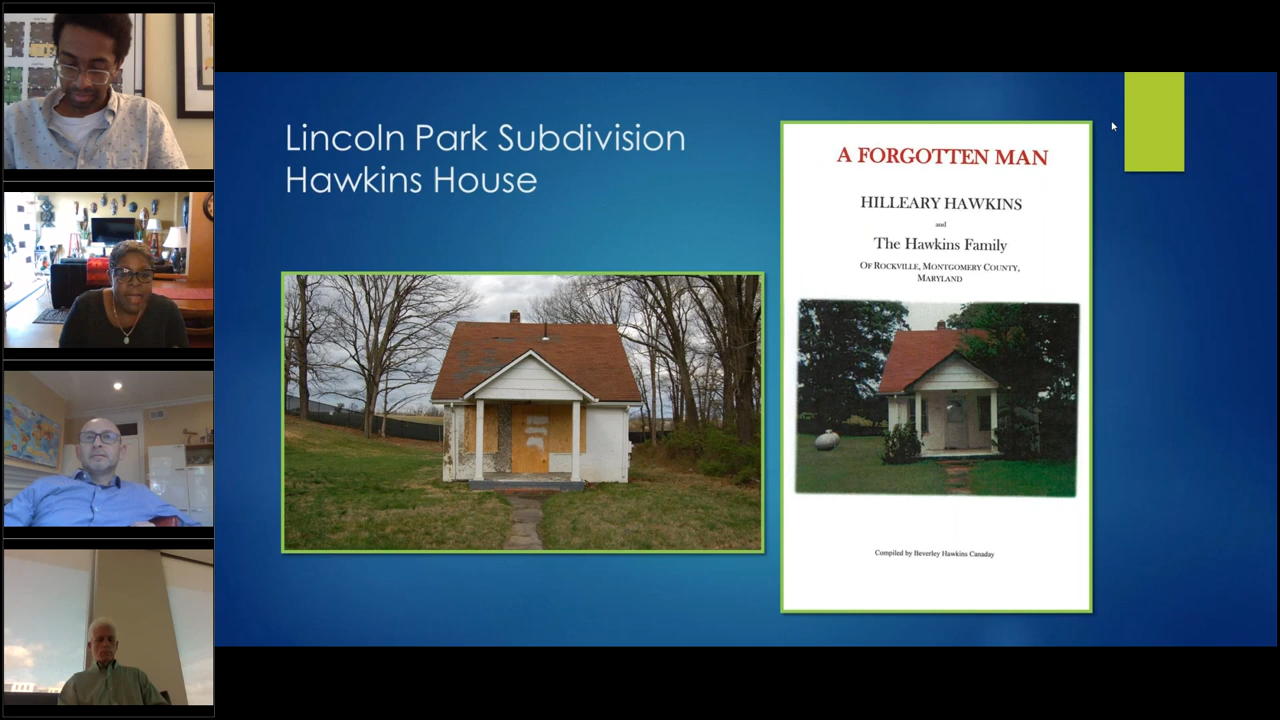 Lincoln Park Subdivision
Hawkins House
A FORGOTTEN MAN
HILLEARY HAWKINS
and
The Hawkins Family
OF ROCKVILLE, MONTGOMERY COUNTY,
MARYLAND
Compiled by Beverley Hawkins Canaday